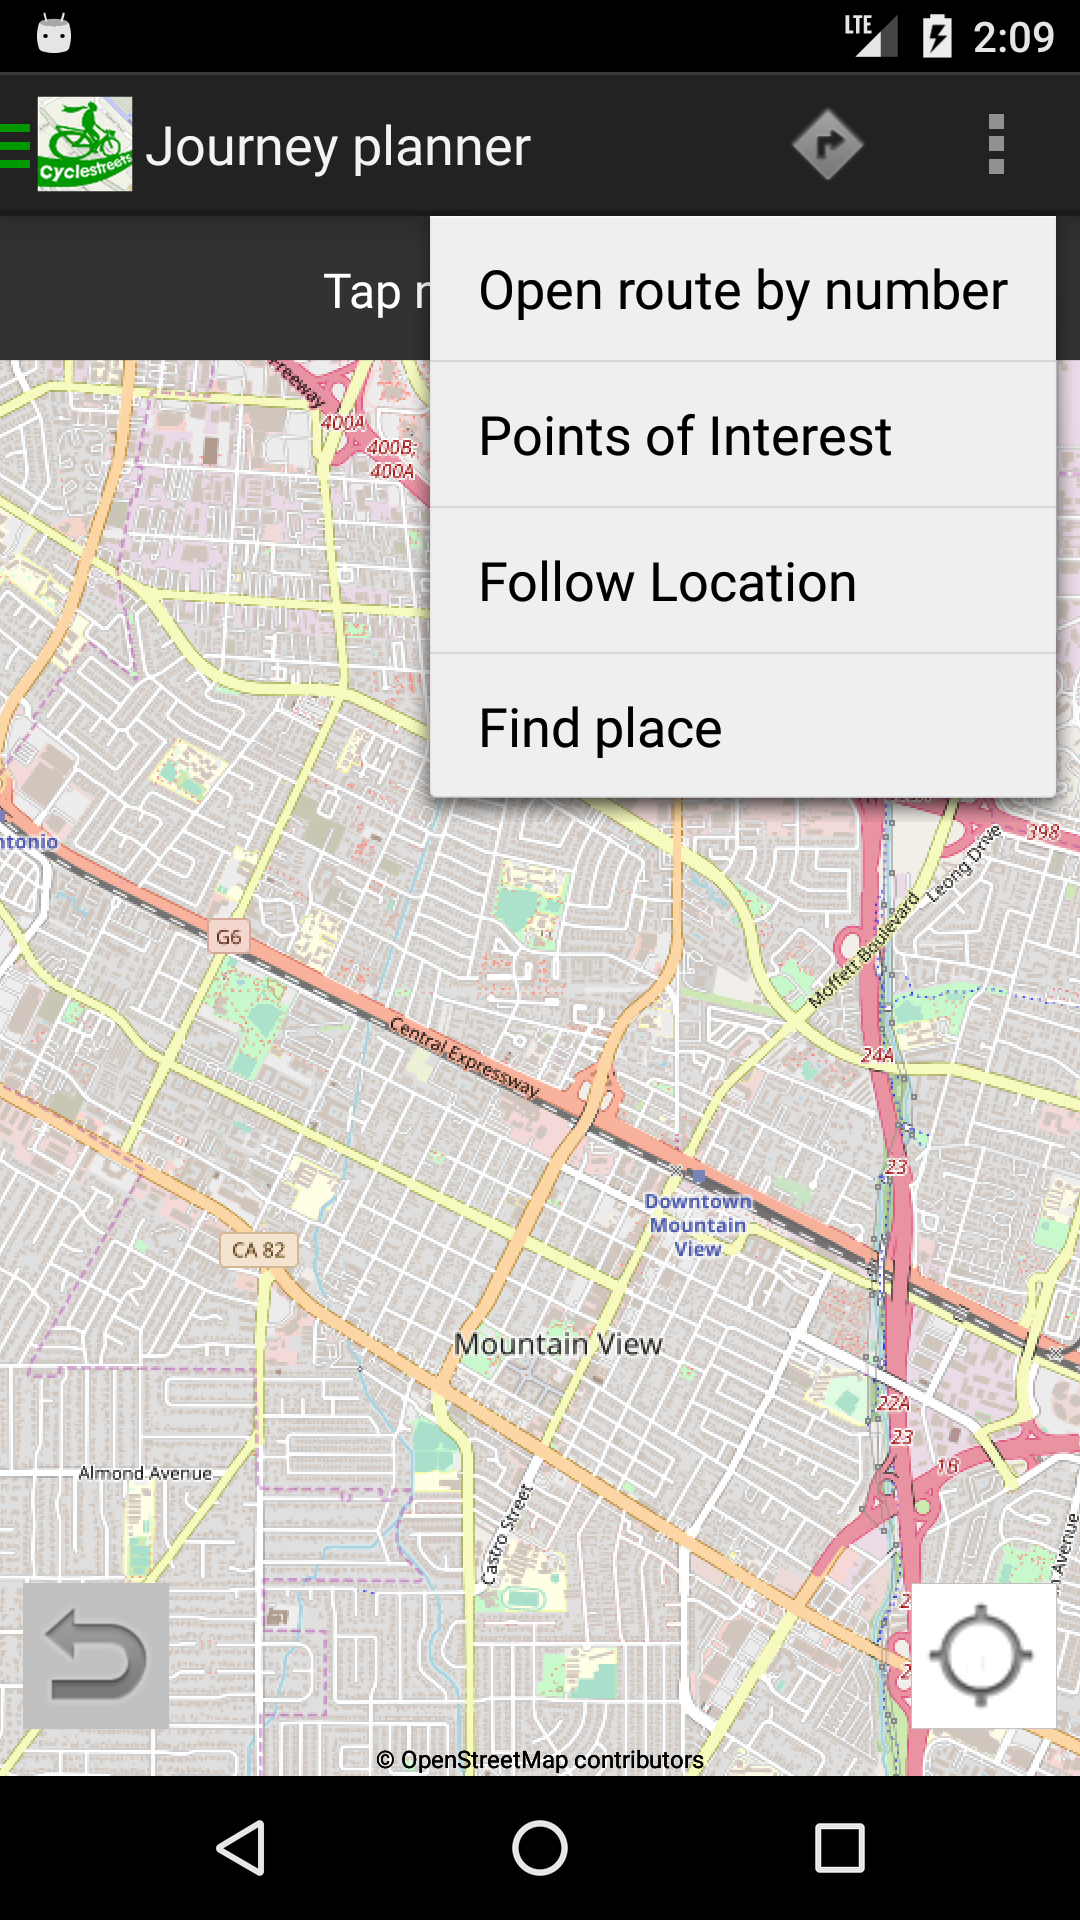 LTE 2:09
cyclestreets
Journey planner
Tap
Open route by number
Points of Interest
Follow Location
Find place
Freeway
400A
400B;
400A
398
Leong Drive
Moffett Boulevard
G6
Central Expressway
24A
23
Downtown
Mountain
View
CA 82
Mountain View
22A
23
1B
Almond Avenue
Castro Street
Avenue
© OpenStreetMap contributors